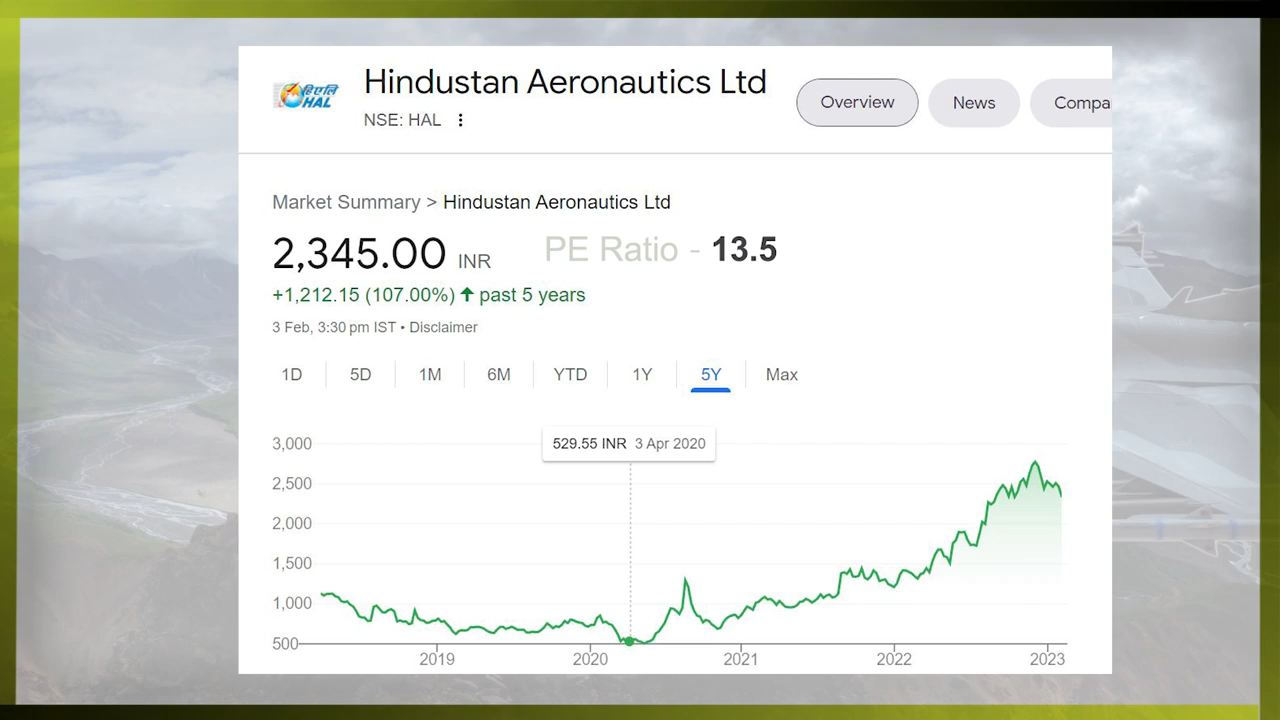 हिएलि
HAL
Hindustan Aeronautics Ltd
NSE: HAL
Overview
News
Compa
Market Summary > Hindustan Aeronautics Ltd
2,345.00 INR
PE Ratio - 13.5
+1,212.15 (107.00%) ↑ past 5 years
3 Feb, 3:30 pm IST • Disclaimer
1D 5D 1M 6M YTD 1Y 5Y Max
529.55 INR 3 Apr 2020
3,000
2,500
2,000
1,500
1,000
500
2019 2020 2021 2022 2023